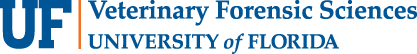 UF Veterinary Forensic Sciences
UNIVERSITY of FLORIDA